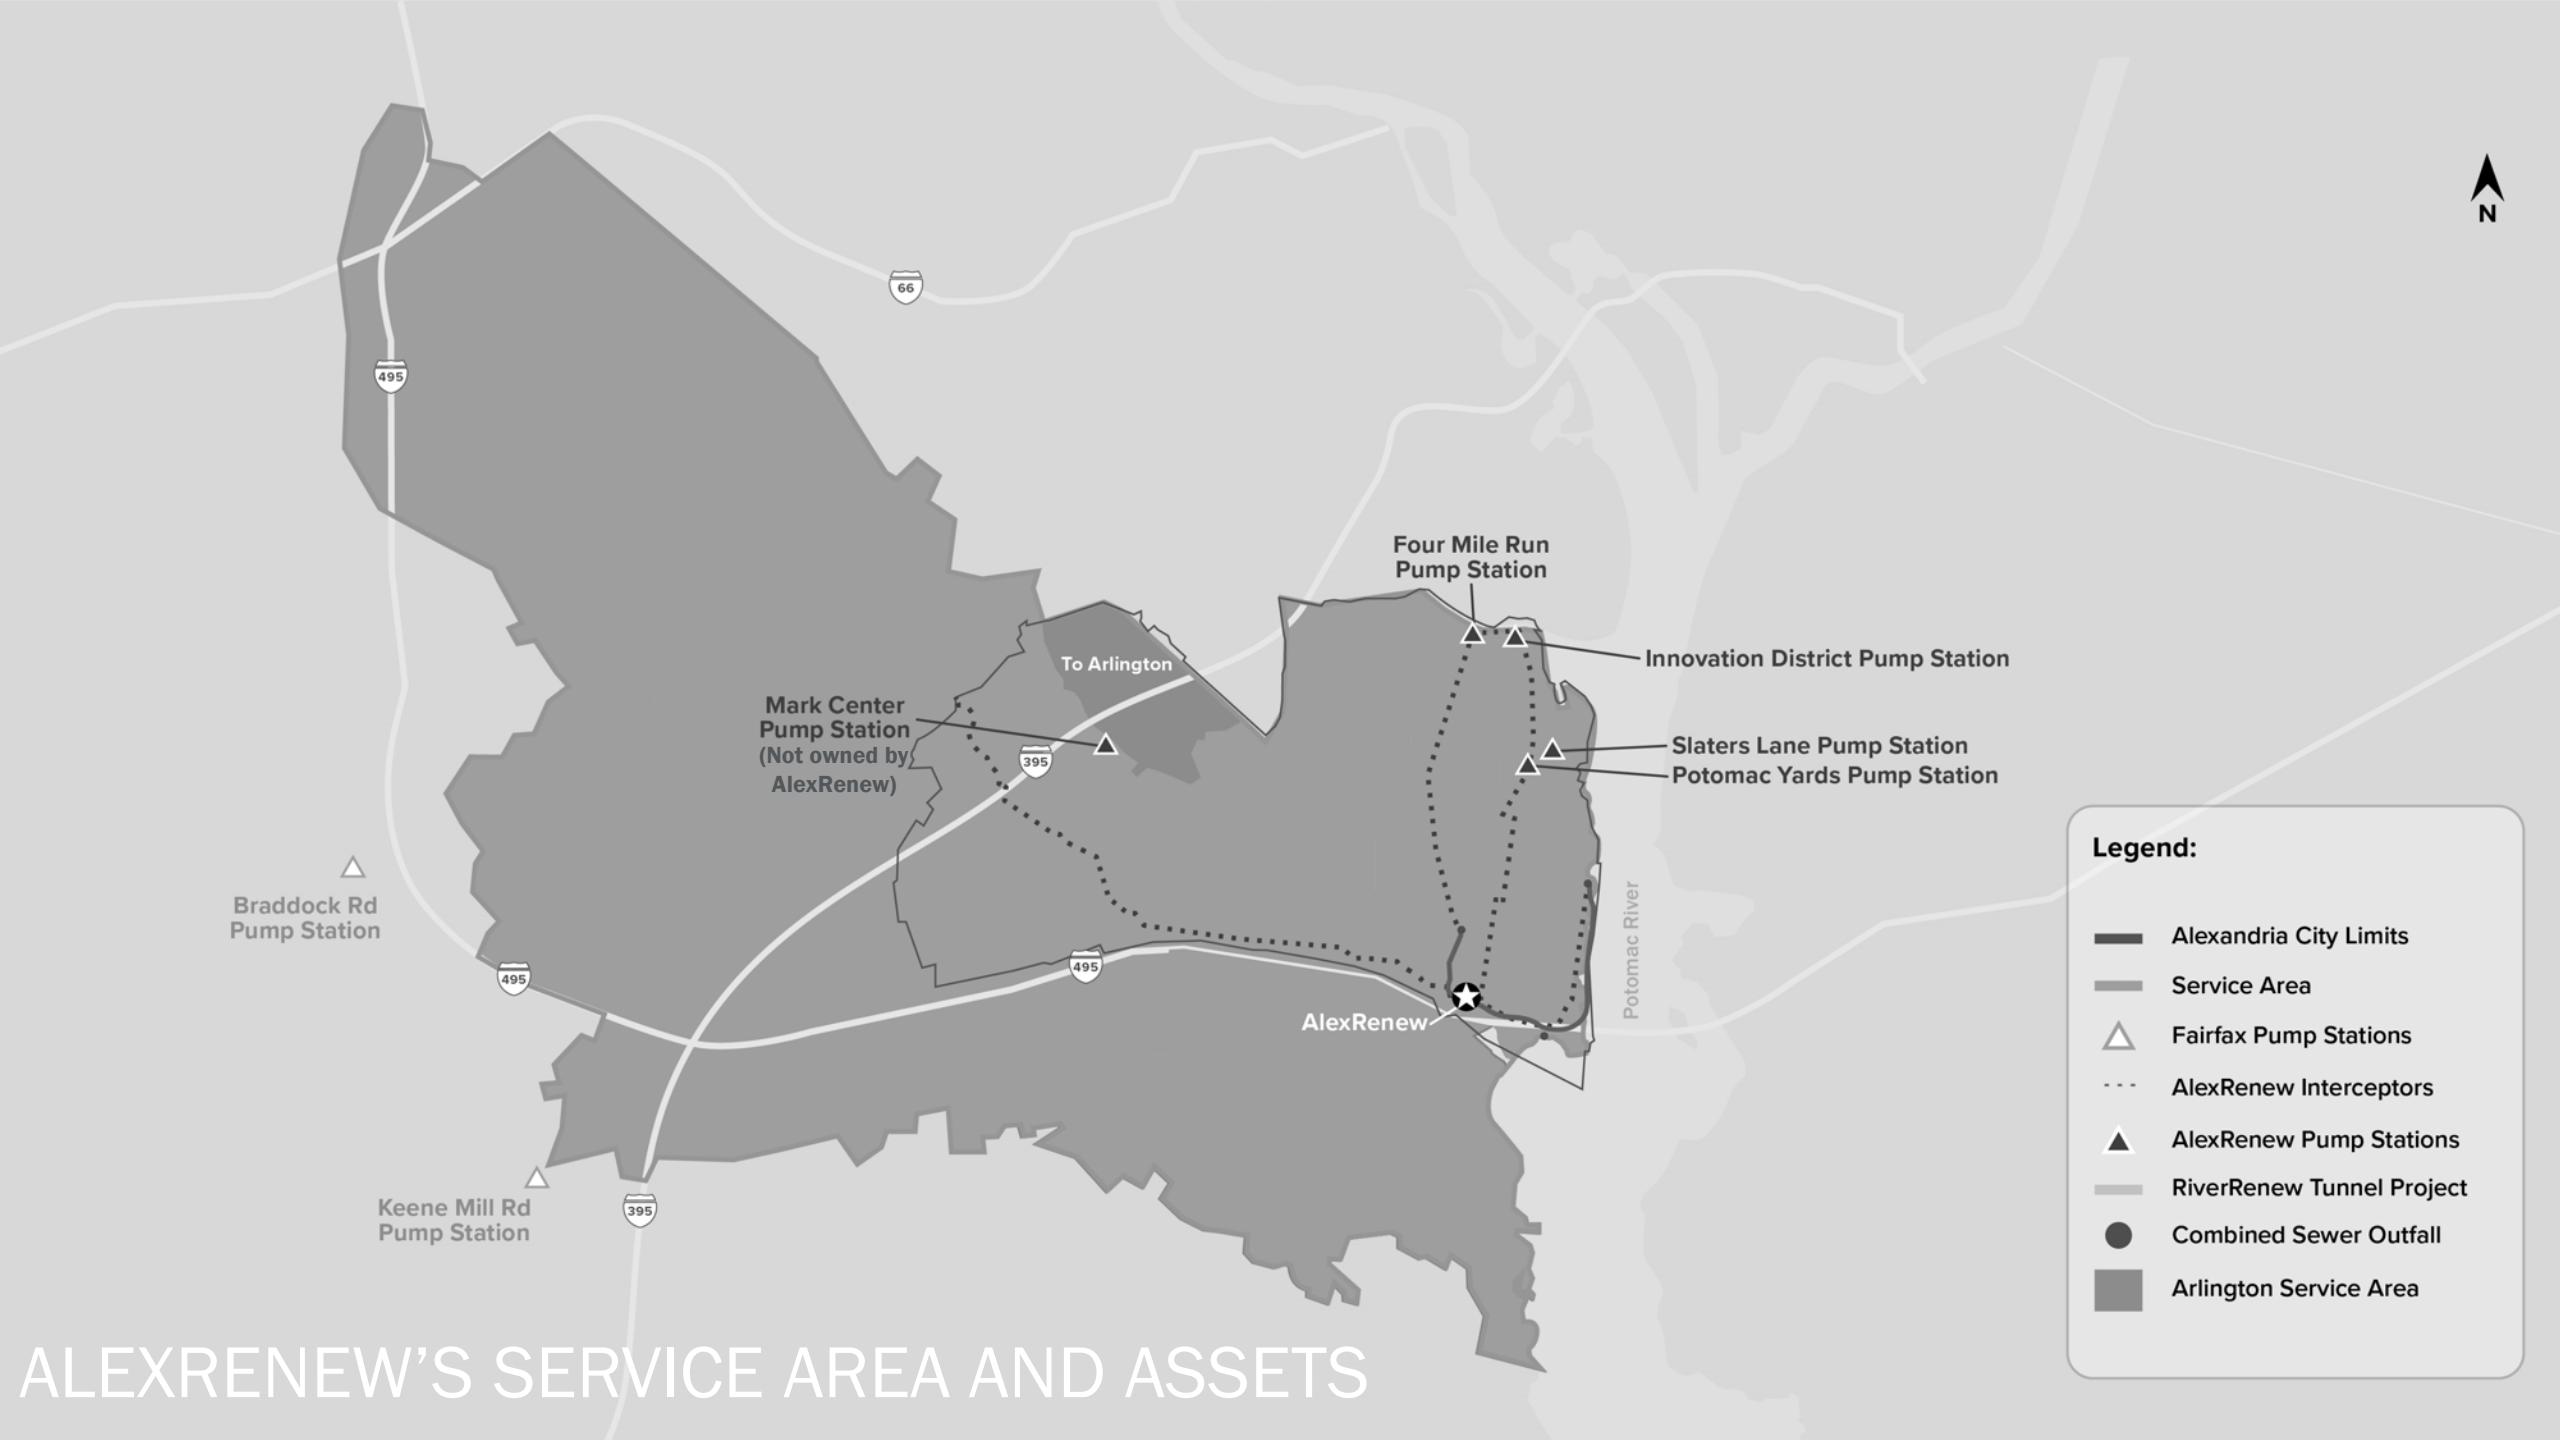 66
N
495
Four Mile Run
Pump Station
Innovation District Pump Station
To Arlington
Mark Center
Pump Station
(Not owned by
AlexRenew)
395
Slaters Lane Pump Station
Potomac Yards Pump Station
Braddock Rd
Pump Station
Potomac River
495
495
AlexRenew
Keene Mill Rd
Pump Station
395
Legend:
Alexandria City Limits
Service Area
Fairfax Pump Stations
AlexRenew Interceptors
AlexRenew Pump Stations
RiverRenew Tunnel Project
Combined Sewer Outfall
Arlington Service Area
ALEXRENEW’S SERVICE AREA AND ASSETS